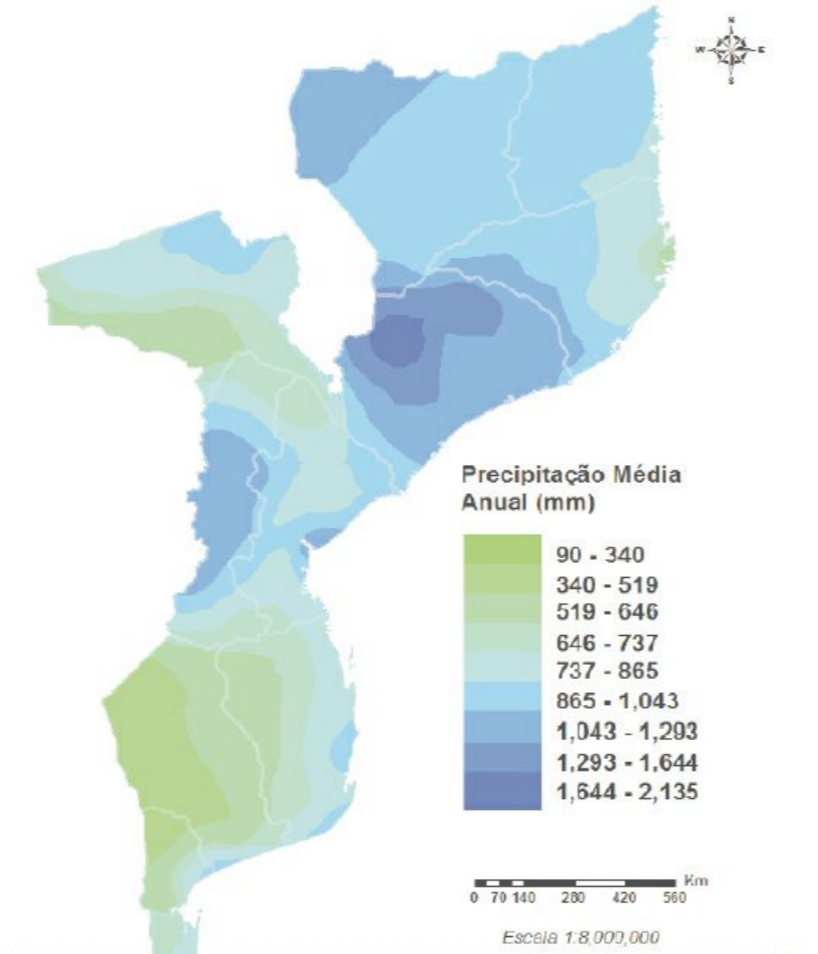 N
W E
S
Precipitação Média
Anual (mm)
90 - 340
340 - 519
519 - 646
646 - 737
737 - 865
865 - 1,043
1,043 - 1,293
1,293 - 1,644
1,644 - 2,135
Km
0 70 140 280 420 560
Escala 1:8,000,000